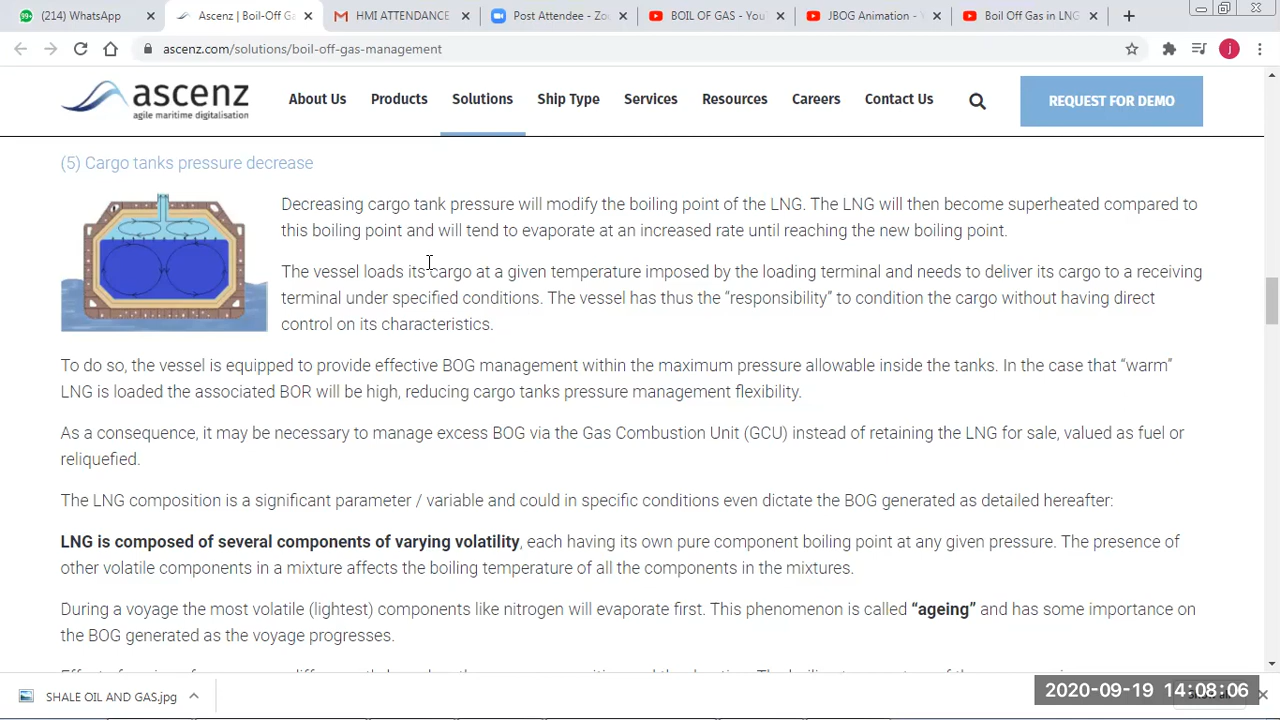 99+
(214) WhatsApp
Ascenz | Boil-Off G
HMI ATTENDANCE
Post Attendee - Zo
BOIL OF GAS - You
JBOG Animation -
Boil Off Gas in LNG
ascenz.com/solutions/boil-off-gas-management
j
ascenz
agile maritime digitalisation
About Us
Products
Solutions
Ship Type
Services
Resources
Careers
Contact Us
REQUEST FOR DEMO
(5) Cargo tanks pressure decrease
Decreasing cargo tank pressure will modify the boiling point of the LNG. The LNG will then become superheated compared to
this boiling point and will tend to evaporate at an increased rate until reaching the new boiling point.
The vessel loads its cargo at a given temperature imposed by the loading terminal and needs to deliver its cargo to a receiving
terminal under specified conditions. The vessel has thus the “responsibility” to condition the cargo without having direct
control on its characteristics.
To do so, the vessel is equipped to provide effective BOG management within the maximum pressure allowable inside the tanks. In the case that “warm”
LNG is loaded the associated BOR will be high, reducing cargo tanks pressure management flexibility.
As a consequence, it may be necessary to manage excess BOG via the Gas Combustion Unit (GCU) instead of retaining the LNG for sale, valued as fuel or
reliquefied.
The LNG composition is a significant parameter / variable and could in specific conditions even dictate the BOG generated as detailed hereafter:
LNG is composed of several components of varying volatility, each having its own pure component boiling point at any given pressure. The presence of
other volatile components in a mixture affects the boiling temperature of all the components in the mixtures.
During a voyage the most volatile (lightest) components like nitrogen will evaporate first. This phenomenon is called “ageing” and has some importance on
the BOG generated as the voyage progresses.
SHALE OIL AND GAS.jpg
2020-09-19 14:08:06